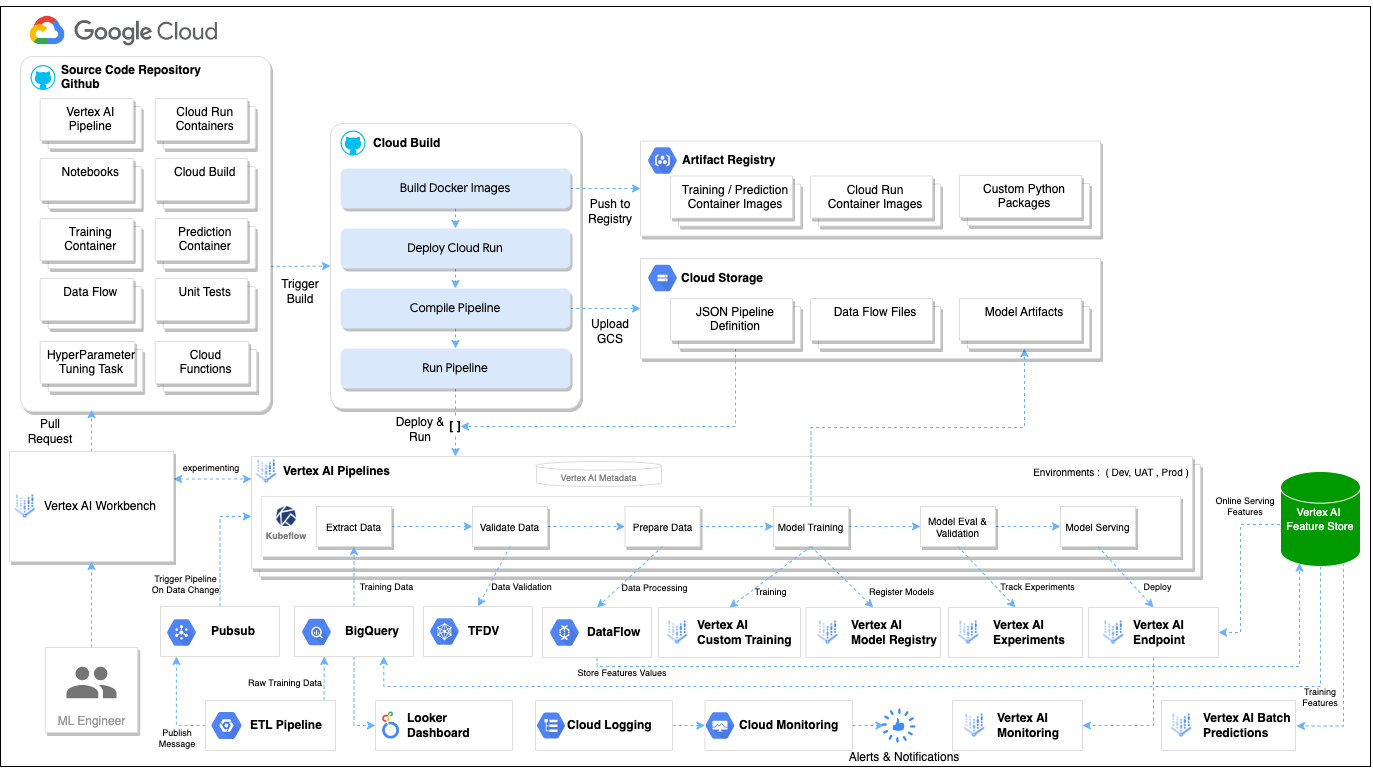 Google Cloud
Source Code Repository
Github
Vertex AI
Pipeline
Cloud Run
Containers
Notebooks
Cloud Build
Training
Container
Prediction
Container
Data Flow
Unit Tests
HyperParameter
Tuning Task
Cloud
Functions
Trigger
Build
Cloud Build
Build Docker Images
Deploy Cloud Run
Compile Pipeline
Run Pipeline
Push to
Registry
Upload
GCS
Artifact Registry
Training / Prediction
Container Images
Cloud Run
Container Images
Custom Python
Packages
Cloud Storage
JSON Pipeline
Definition
Data Flow Files
Model Artifacts
Pull
Request
Deploy &
Run
[ ]
Vertex AI Workbench
experimenting
Vertex AI Pipelines
Vertex AI Metadata
Environments : ( Dev, UAT , Prod )
Kubeflow
Extract Data
Validate Data
Prepare Data
Model Training
Model Eval &
Validation
Model Serving
Online Serving
Features
Vertex AI
Feature Store
Trigger Pipeline
On Data Change
Training Data
Data Validation
Data Processing
Training
Register Models
Track Experiments
Deploy
Pubsub
BigQuery
TFDV
DataFlow
Vertex AI
Custom Training
Vertex AI
Model Registry
Vertex AI
Experiments
Vertex AI
Endpoint
Store Features Values
Raw Training Data
Training
Features
ML Engineer
Publish
Message
ETL Pipeline
Looker
Dashboard
Cloud Logging
Cloud Monitoring
Alerts & Notifications
Vertex AI
Monitoring
Vertex AI Batch
Predictions